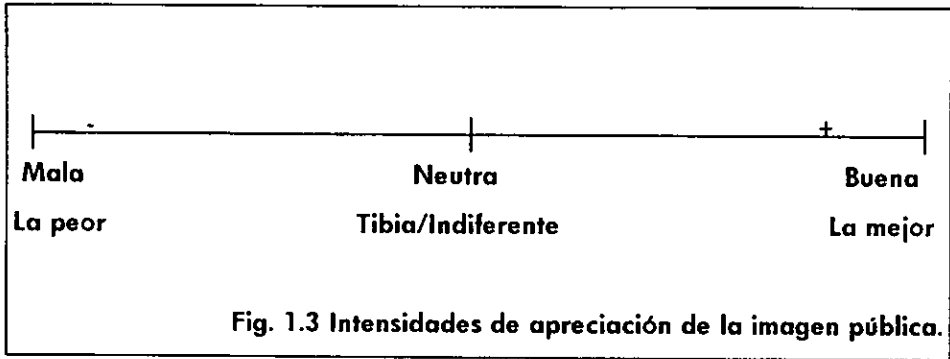 - +
Mala Neutra Buena
La peor Tibia/Indiferente La mejor
Fig. 1.3 Intensidades de apreciación de la imagen pública.